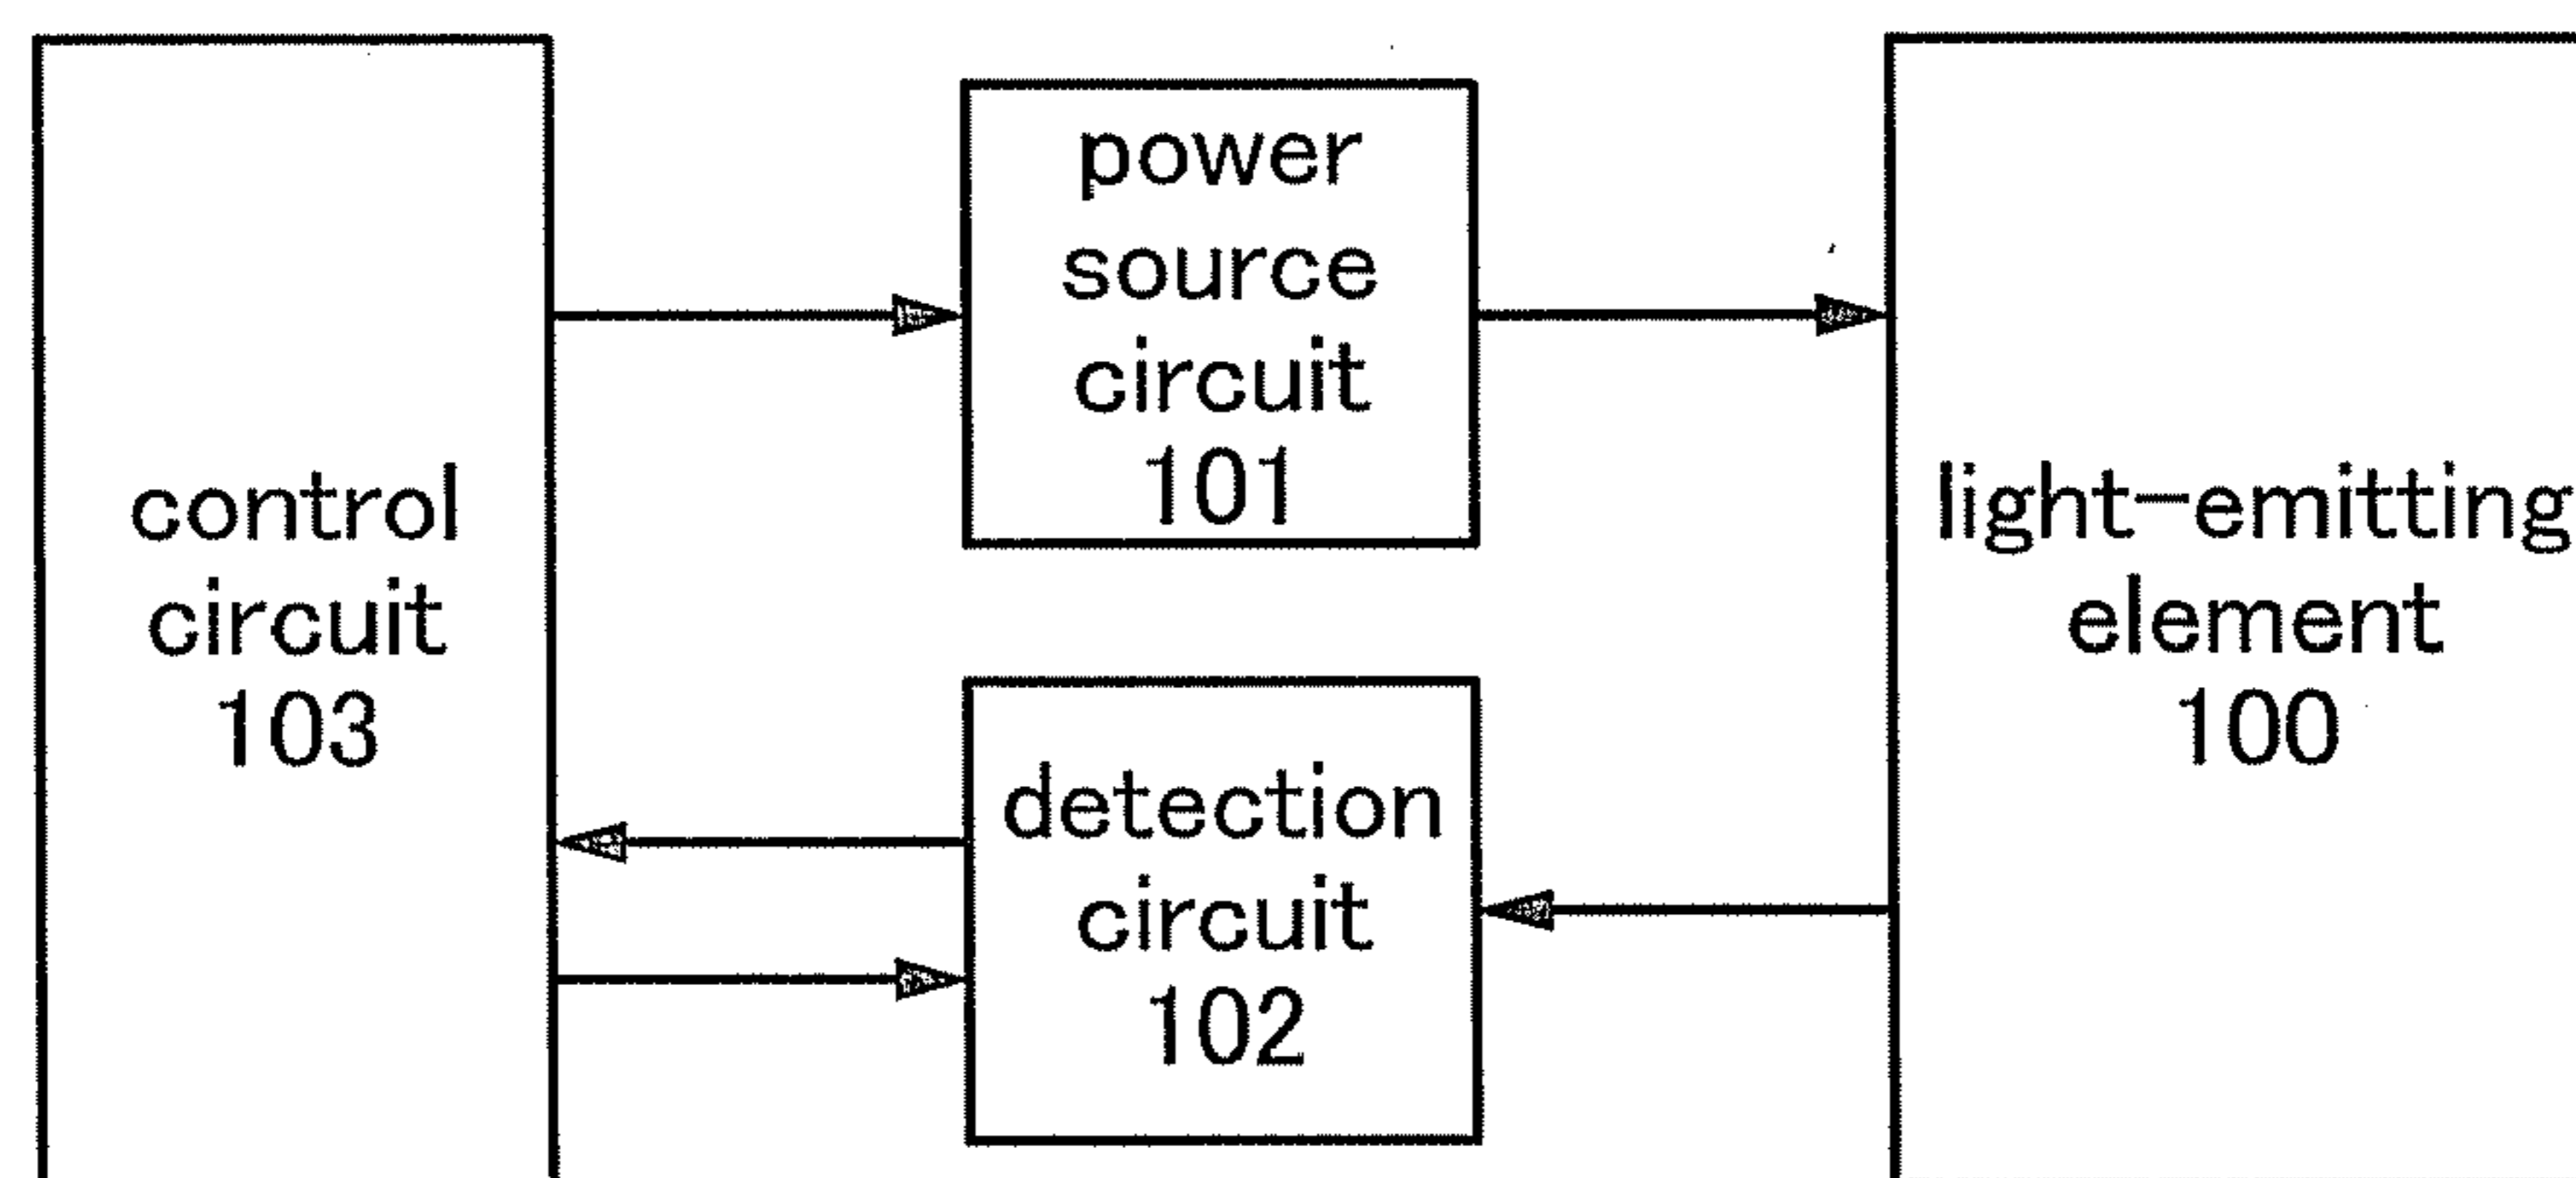 control
circuit
103
power
source
circuit
101
detection
circuit
102
light-emitting
element
100